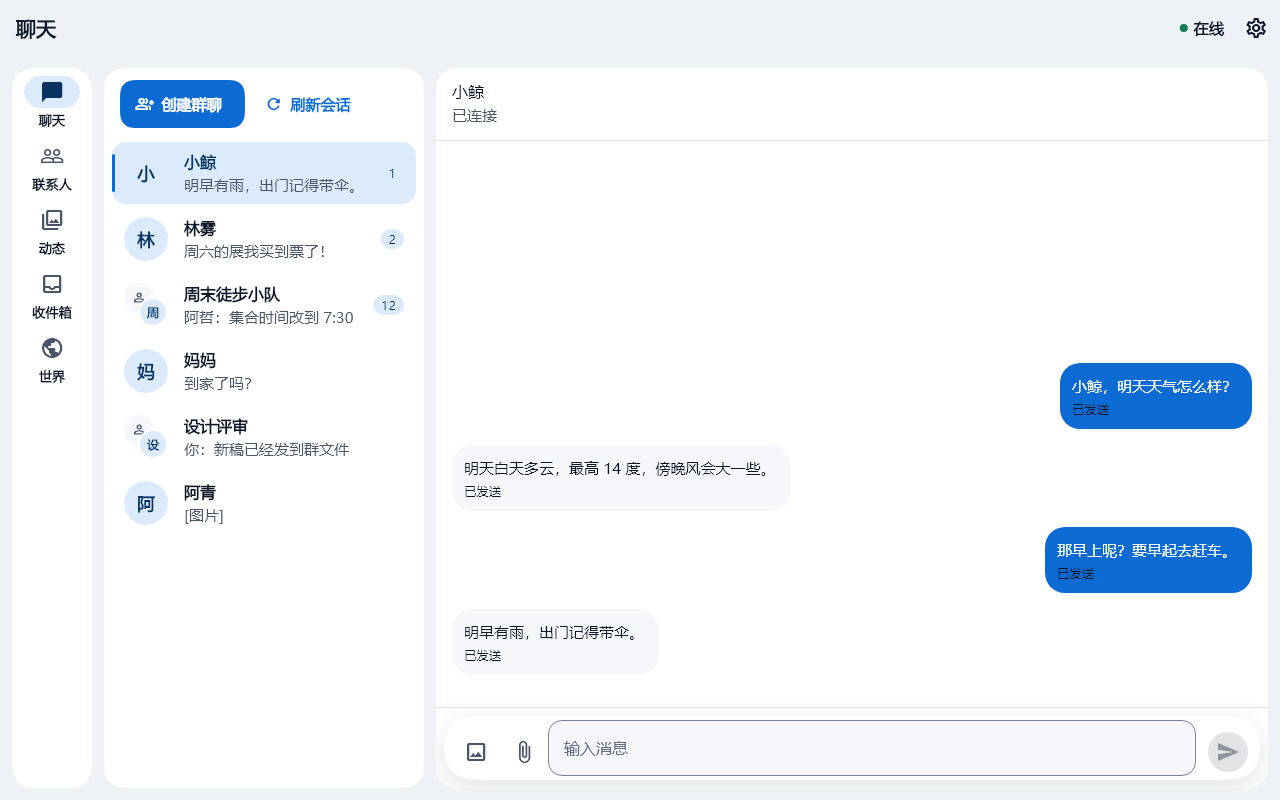 聊天
在线
聊天
联系人
动态
收件箱
世界
创建群聊
刷新会话
小
小鲸
明早有雨，出门记得带伞。
1
林
林雾
周六的展我买到票了！
2
周
周末徒步小队
阿哲：集合时间改到 7:30
12
妈
妈妈
到家了吗？
设
设计评审
你：新稿已经发到群文件
阿
阿青
[图片]
小鲸
已连接
小鲸，明天天气怎么样？
已发送
明天白天多云，最高 14 度，傍晚风会大一些。
已发送
那早上呢？要早起去赶车。
已发送
明早有雨，出门记得带伞。
已发送
输入消息